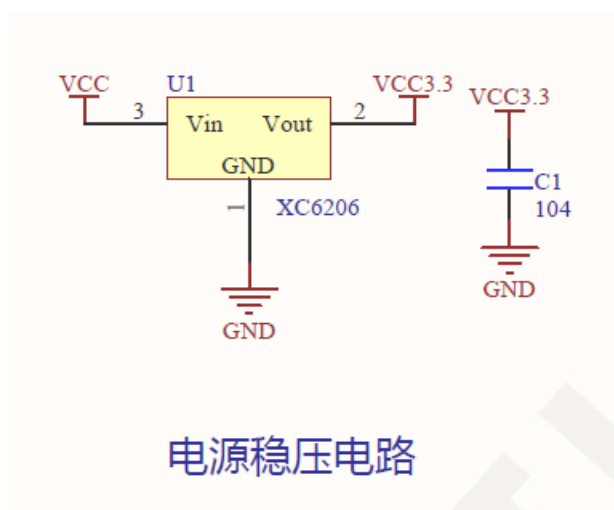 VCC
U1
VCC3.3
VCC3.3
3
Vin
Vout
2
GND
1
XC6206
C1
104
GND
GND
电源稳压电路